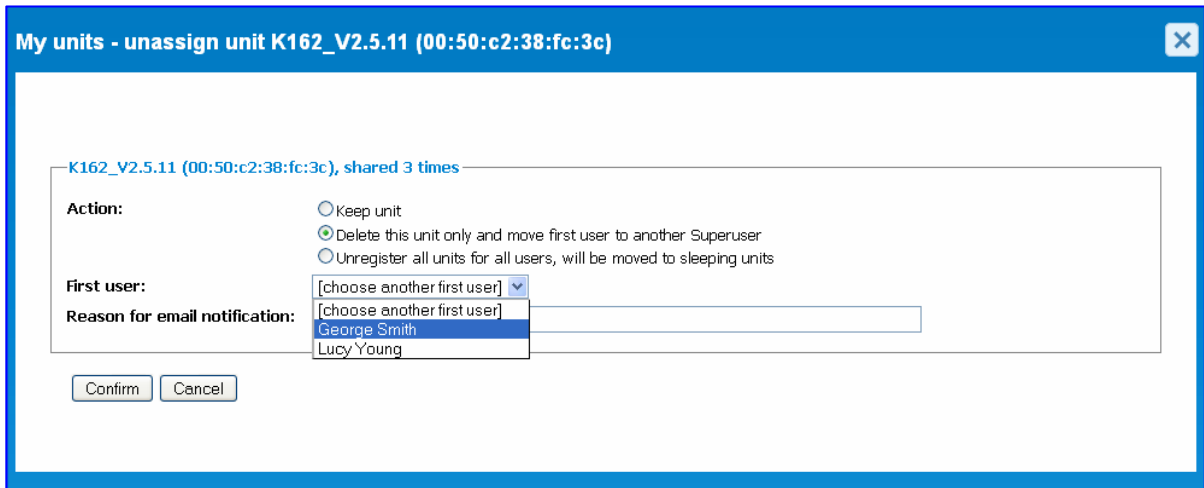 My units - unassign unit K162_V2.5.11 (00:50:c2:38:fc:3c)
K162_V2.5.11 (00:50:c2:38:fc:3c), shared 3 times
Action:
Keep unit
Delete this unit only and move first user to another Superuser
Unregister all units for all users, will be moved to sleeping units
First user:
[choose another first user]
[choose another first user]
Reason for email notification:
George Smith
Lucy Young
Confirm Cancel